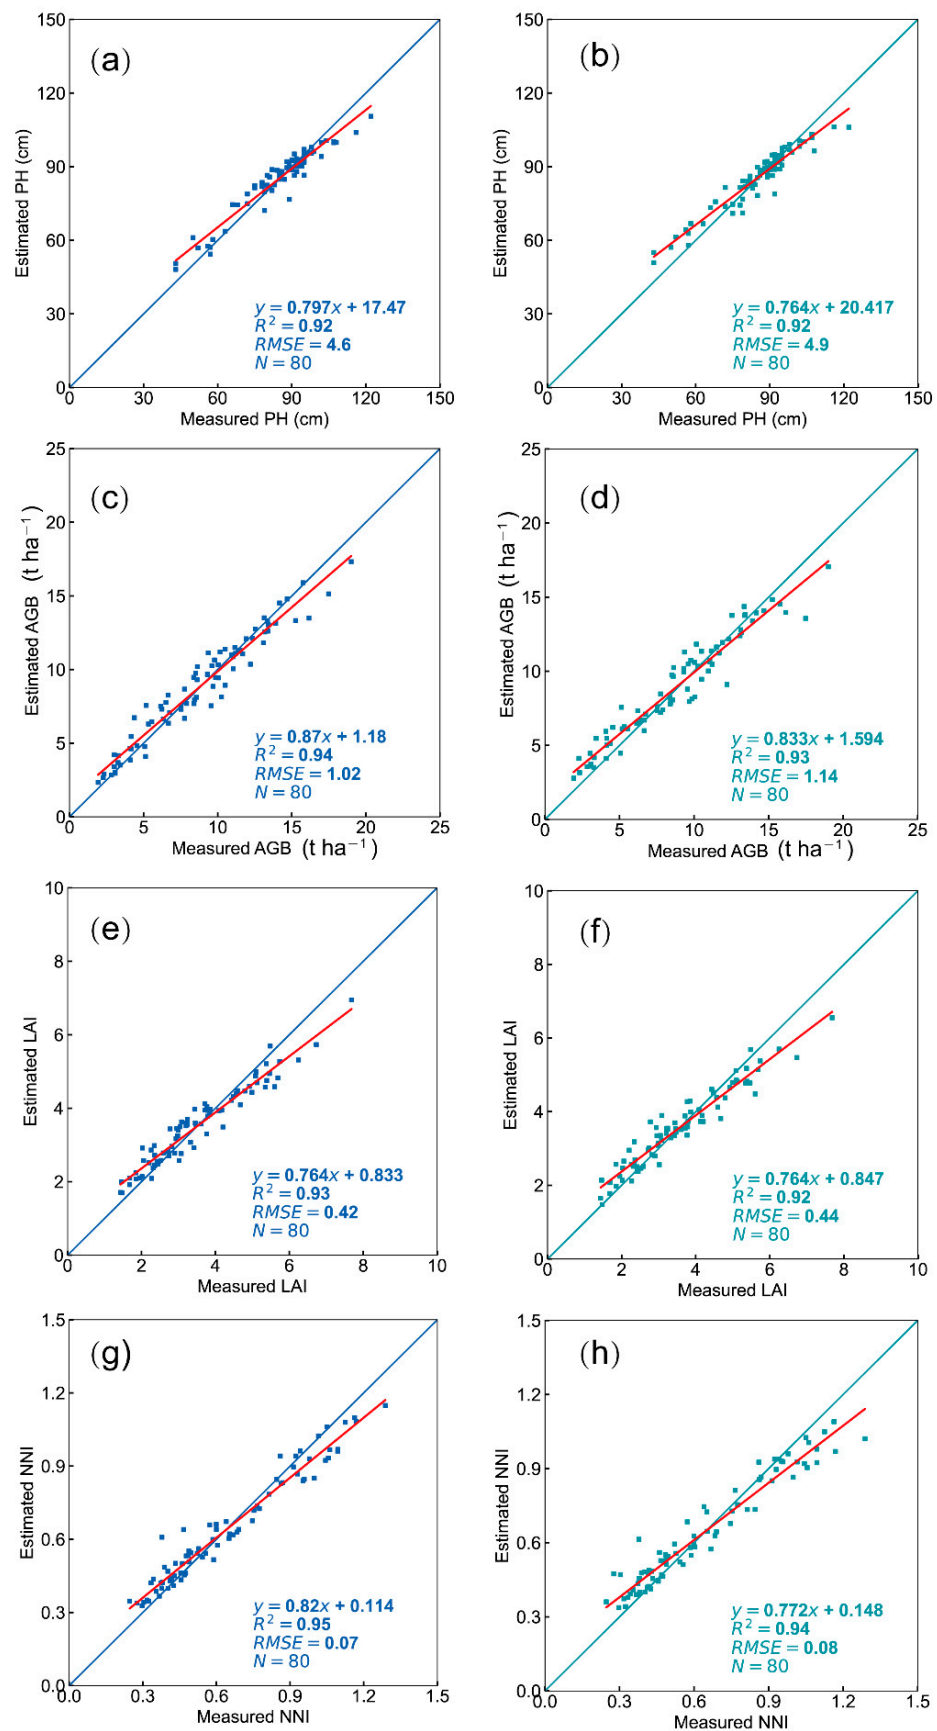 (a)
150
120
90
60
30
0
Estimated PH (cm)
y = 0.797x + 17.47
R² = 0.92
RMSE = 4.6
N = 80
0 30 60 90 120 150
Measured PH (cm)
(b)
150
120
90
60
30
0
Estimated PH (cm)
y = 0.764x + 20.417
R² = 0.92
RMSE = 4.9
N = 80
0 30 60 90 120 150
Measured PH (cm)
(c)
25
20
15
10
5
0
Estimated AGB (t ha⁻¹)
y = 0.87x + 1.18
R² = 0.94
RMSE = 1.02
N = 80
0 5 10 15 20 25
Measured AGB (t ha⁻¹)
(d)
25
20
15
10
5
0
Estimated AGB (t ha⁻¹)
y = 0.833x + 1.594
R² = 0.93
RMSE = 1.14
N = 80
0 5 10 15 20 25
Measured AGB (t ha⁻¹)
(e)
10
8
6
4
2
0
Estimated LAI
y = 0.764x + 0.833
R² = 0.93
RMSE = 0.42
N = 80
0 2 4 6 8 10
Measured LAI
(f)
10
8
6
4
2
0
Estimated LAI
y = 0.764x + 0.847
R² = 0.92
RMSE = 0.44
N = 80
0 2 4 6 8 10
Measured LAI
(g)
1.5
1.2
0.9
0.6
0.3
0.0
Estimated NNI
y = 0.82x + 0.114
R² = 0.95
RMSE = 0.07
N = 80
0.0 0.3 0.6 0.9 1.2 1.5
Measured NNI
(h)
1.5
1.2
0.9
0.6
0.3
0.0
Estimated NNI
y = 0.772x + 0.148
R² = 0.94
RMSE = 0.08
N = 80
0.0 0.3 0.6 0.9 1.2 1.5
Measured NNI